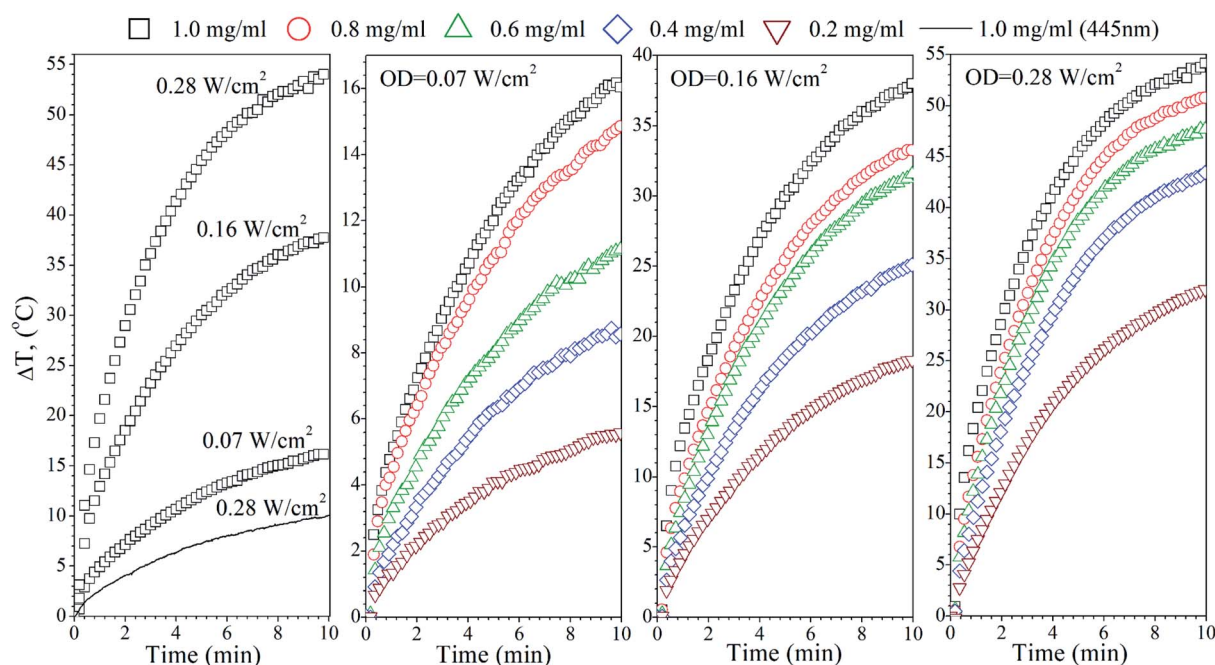 1.0 mg/ml 0.8 mg/ml 0.6 mg/ml 0.4 mg/ml 0.2 mg/ml 1.0 mg/ml (445nm)
ΔT, (°C)
55
50
45
40
35
30
25
20
15
10
5
0
0.28 W/cm²
0.16 W/cm²
0.07 W/cm²
0.28 W/cm²
0 2 4 6 8 10
Time (min)
OD=0.07 W/cm²
16
14
12
10
8
6
4
2
0
0 2 4 6 8 10
Time (min)
OD=0.16 W/cm²
40
35
30
25
20
15
10
5
0
0 2 4 6 8 10
Time (min)
OD=0.28 W/cm²
55
50
45
40
35
30
25
20
15
10
5
0
0 2 4 6 8 10
Time (min)